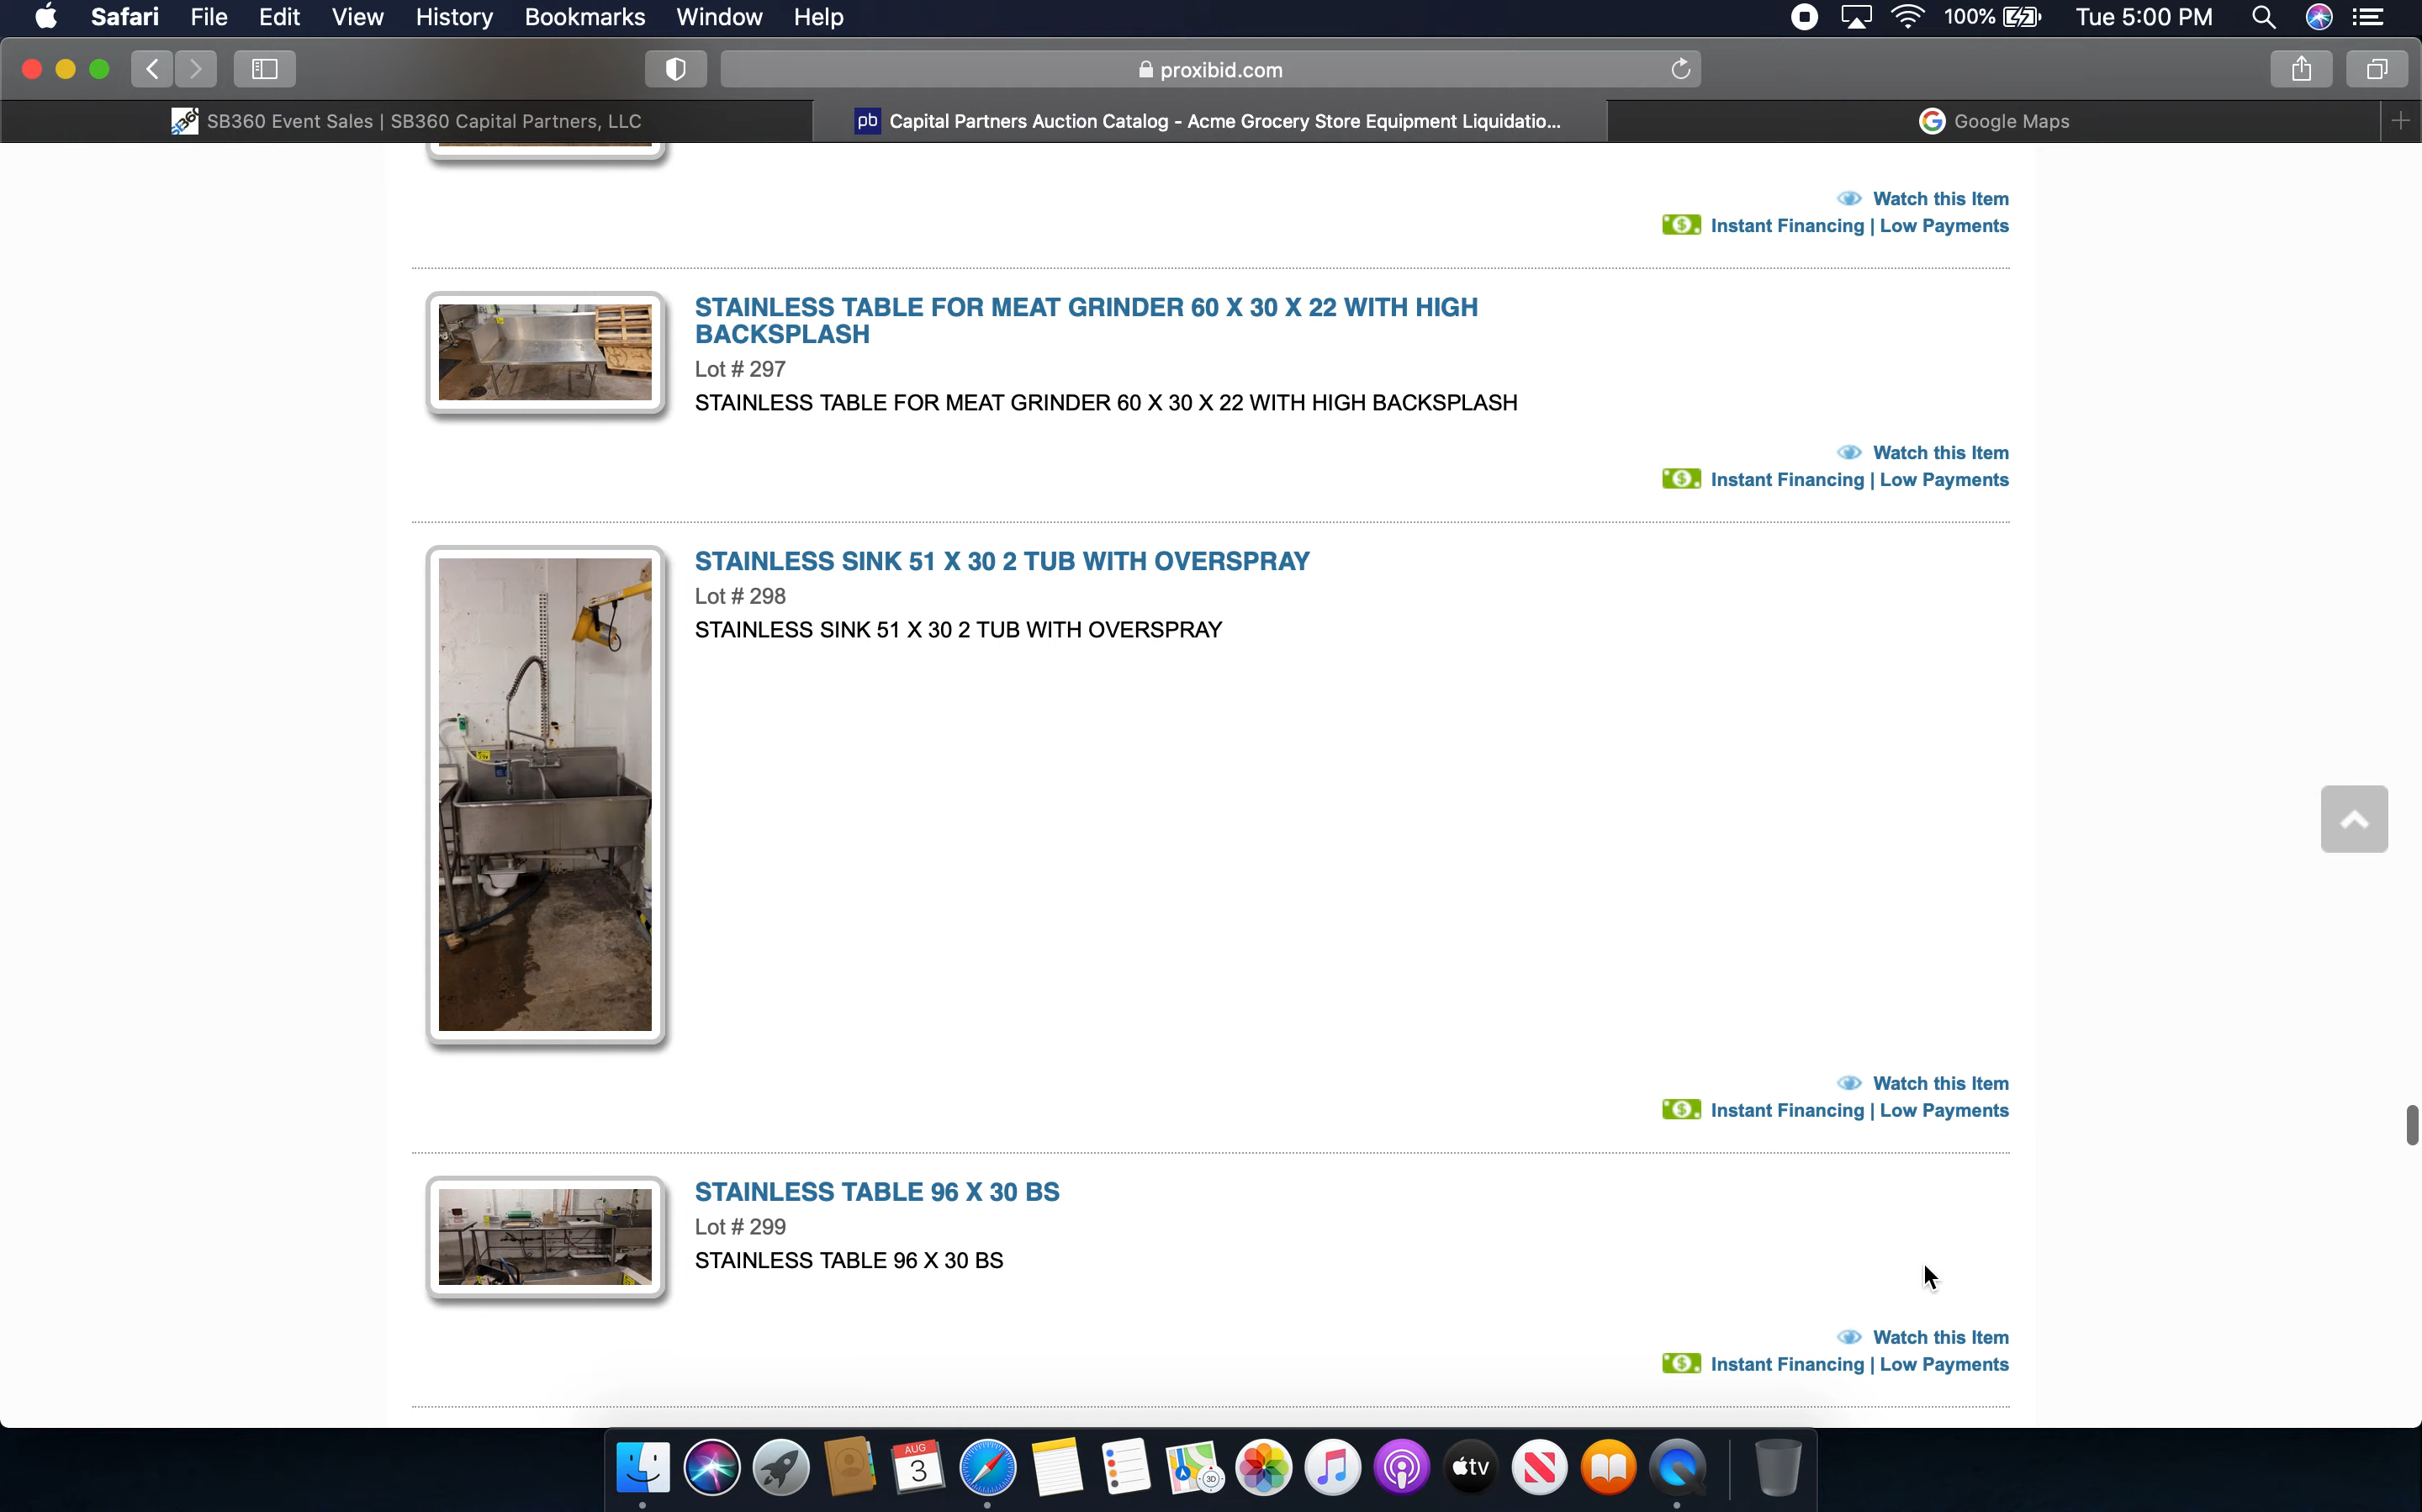 Safari File Edit View History Bookmarks Window Help 100% Tue 5:00 PM
proxibid.com
SB360 Event Sales | SB360 Capital Partners, LLC
pb Capital Partners Auction Catalog - Acme Grocery Store Equipment Liquidatio...
Google Maps
Watch this Item
Instant Financing | Low Payments
STAINLESS TABLE FOR MEAT GRINDER 60 X 30 X 22 WITH HIGH
BACKSPLASH
Lot # 297
STAINLESS TABLE FOR MEAT GRINDER 60 X 30 X 22 WITH HIGH BACKSPLASH
Watch this Item
Instant Financing | Low Payments
STAINLESS SINK 51 X 30 2 TUB WITH OVERSPRAY
Lot # 298
STAINLESS SINK 51 X 30 2 TUB WITH OVERSPRAY
Watch this Item
Instant Financing | Low Payments
STAINLESS TABLE 96 X 30 BS
Lot # 299
STAINLESS TABLE 96 X 30 BS
Watch this Item
Instant Financing | Low Payments
AUG
3
3D
tv